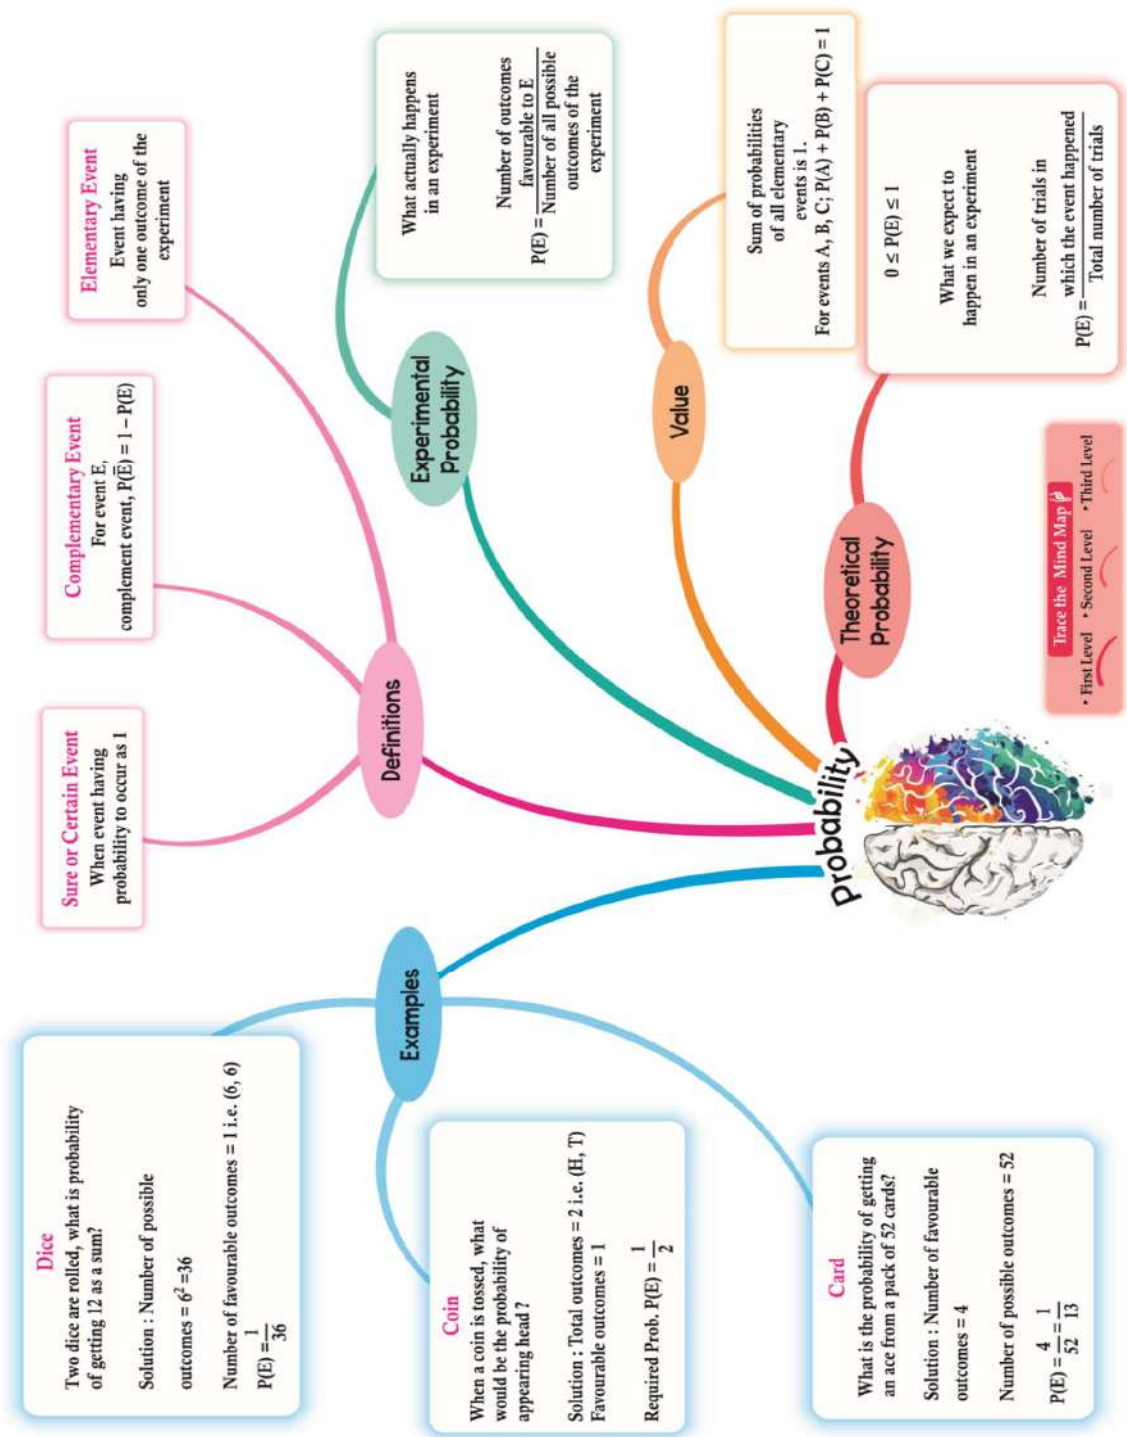 Dice
Two dice are rolled, what is probability
of getting 12 as a sum?
Solution : Number of possible
outcomes = 6² =36
Number of favourable outcomes = 1 i.e. (6, 6)
P(E) = 1/36
Coin
When a coin is tossed, what
would be the probability of
appearing head ?
Solution : Total outcomes = 2 i.e. (H, T)
Favourable outcomes = 1
Required Prob. P(E) = 1/2
Card
What is the probability of getting
an ace from a pack of 52 cards?
Solution : Number of favourable
outcomes = 4
Number of possible outcomes = 52
P(E) = 4/52 = 1/13
Examples
Sure or Certain Event
When event having
probability to occur as 1
Complementary Event
For event E,
complement event, P(E̅) = 1 – P(E)
Elementary Event
Event having
only one outcome of the
experiment
Definitions
Experimental
Probability
What actually happens
in an experiment
Number of outcomes
favourable to E
P(E) =
Number of all possible
outcomes of the
experiment
Value
Sum of probabilities
of all elementary
events is 1.
For events A, B, C; P(A) + P(B) + P(C) = 1
Theoretical
Probability
0 ≤ P(E) ≤ 1
What we expect to
happen in an experiment
Number of trials in
which the event happened
P(E) =
Total number of trials
Probability
Trace the Mind Map
• First Level • Second Level • Third Level